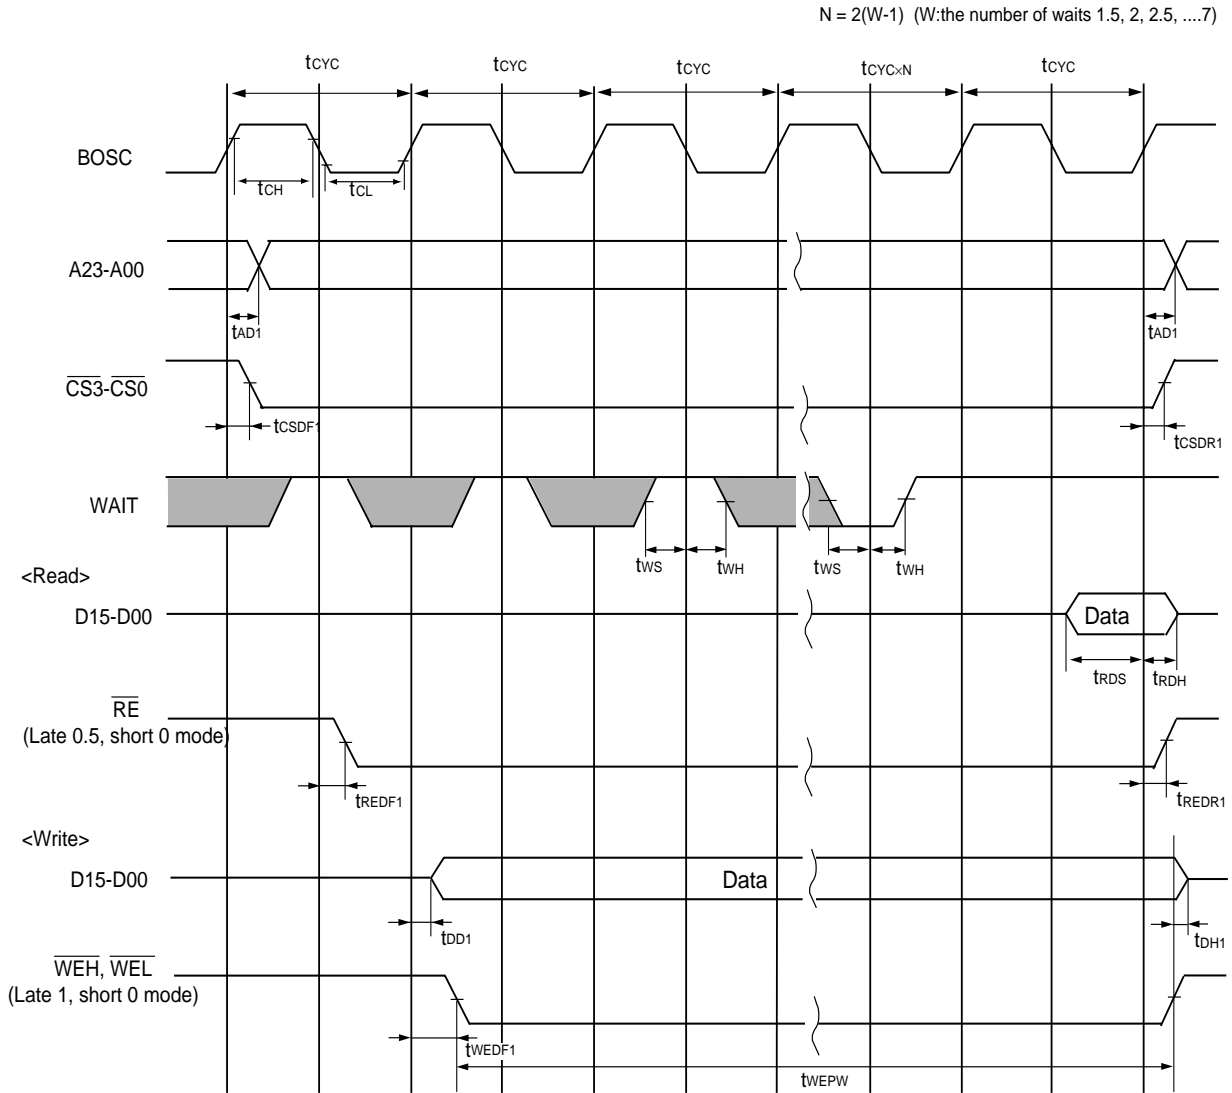 N = 2(W-1) (W:the number of waits 1.5, 2, 2.5, ....7)
tCYC tCYC tCYC tCYC×N tCYC
BOSC
tCH tCL
A23-A00
tAD1 tAD1
CS3-CS0
tCSDF1 tCSDR1
WAIT
tWS tWH tWS tWH
<Read>
D15-D00 Data
tRDS tRDH
RE
(Late 0.5, short 0 mode)
tREDF1 tREDR1
<Write>
D15-D00 Data
tDD1 tDH1
WEH, WEL
(Late 1, short 0 mode)
tWEDF1
tWEPW